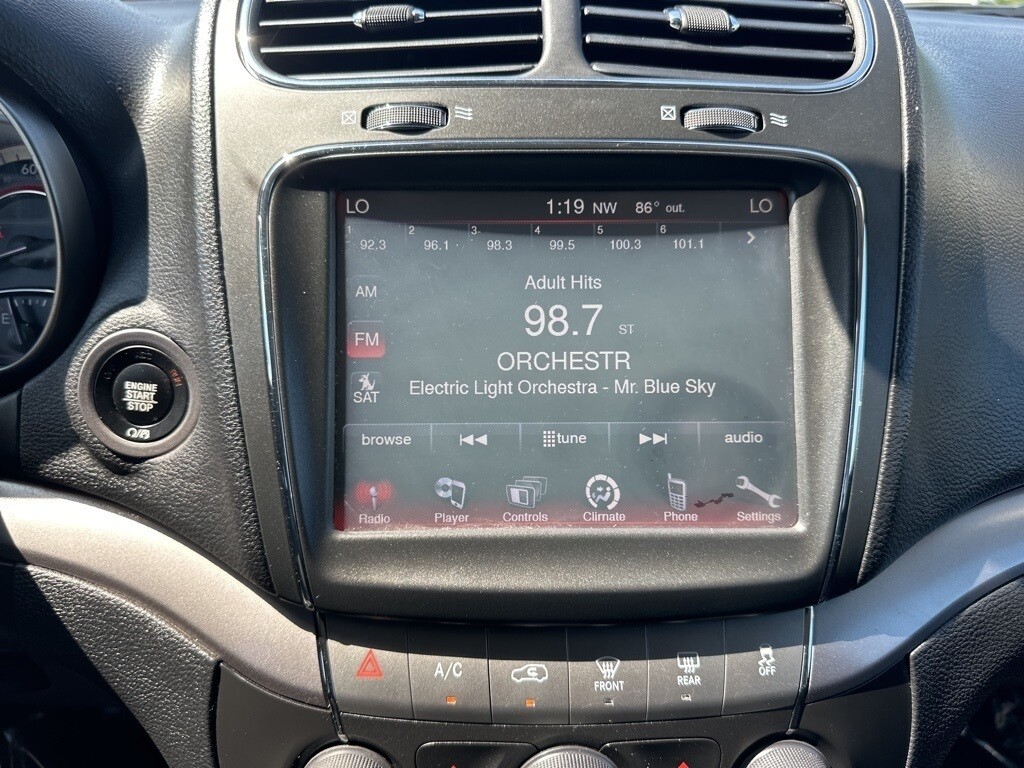 60
LO 1:19 NW 86° out. LO
1 2 3 4 5 6
92.3 96.1 98.3 99.5 100.3 101.1
Adult Hits
AM
98.7 ST
FM
ORCHESTR
Electric Light Orchestra - Mr. Blue Sky
SAT
ENGINE
START
STOP
E
browse tune audio
Radio Player Controls Climate Phone Settings
A/C FRONT REAR OFF